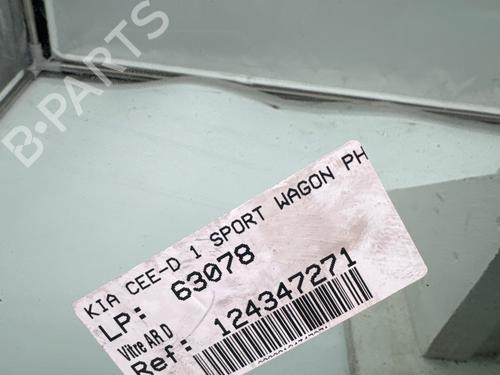 B-PARTS
KIA CEE-D 1 SPORT WAGON PH
LP: 63078
Vitre AR.D
Ref: 124347271